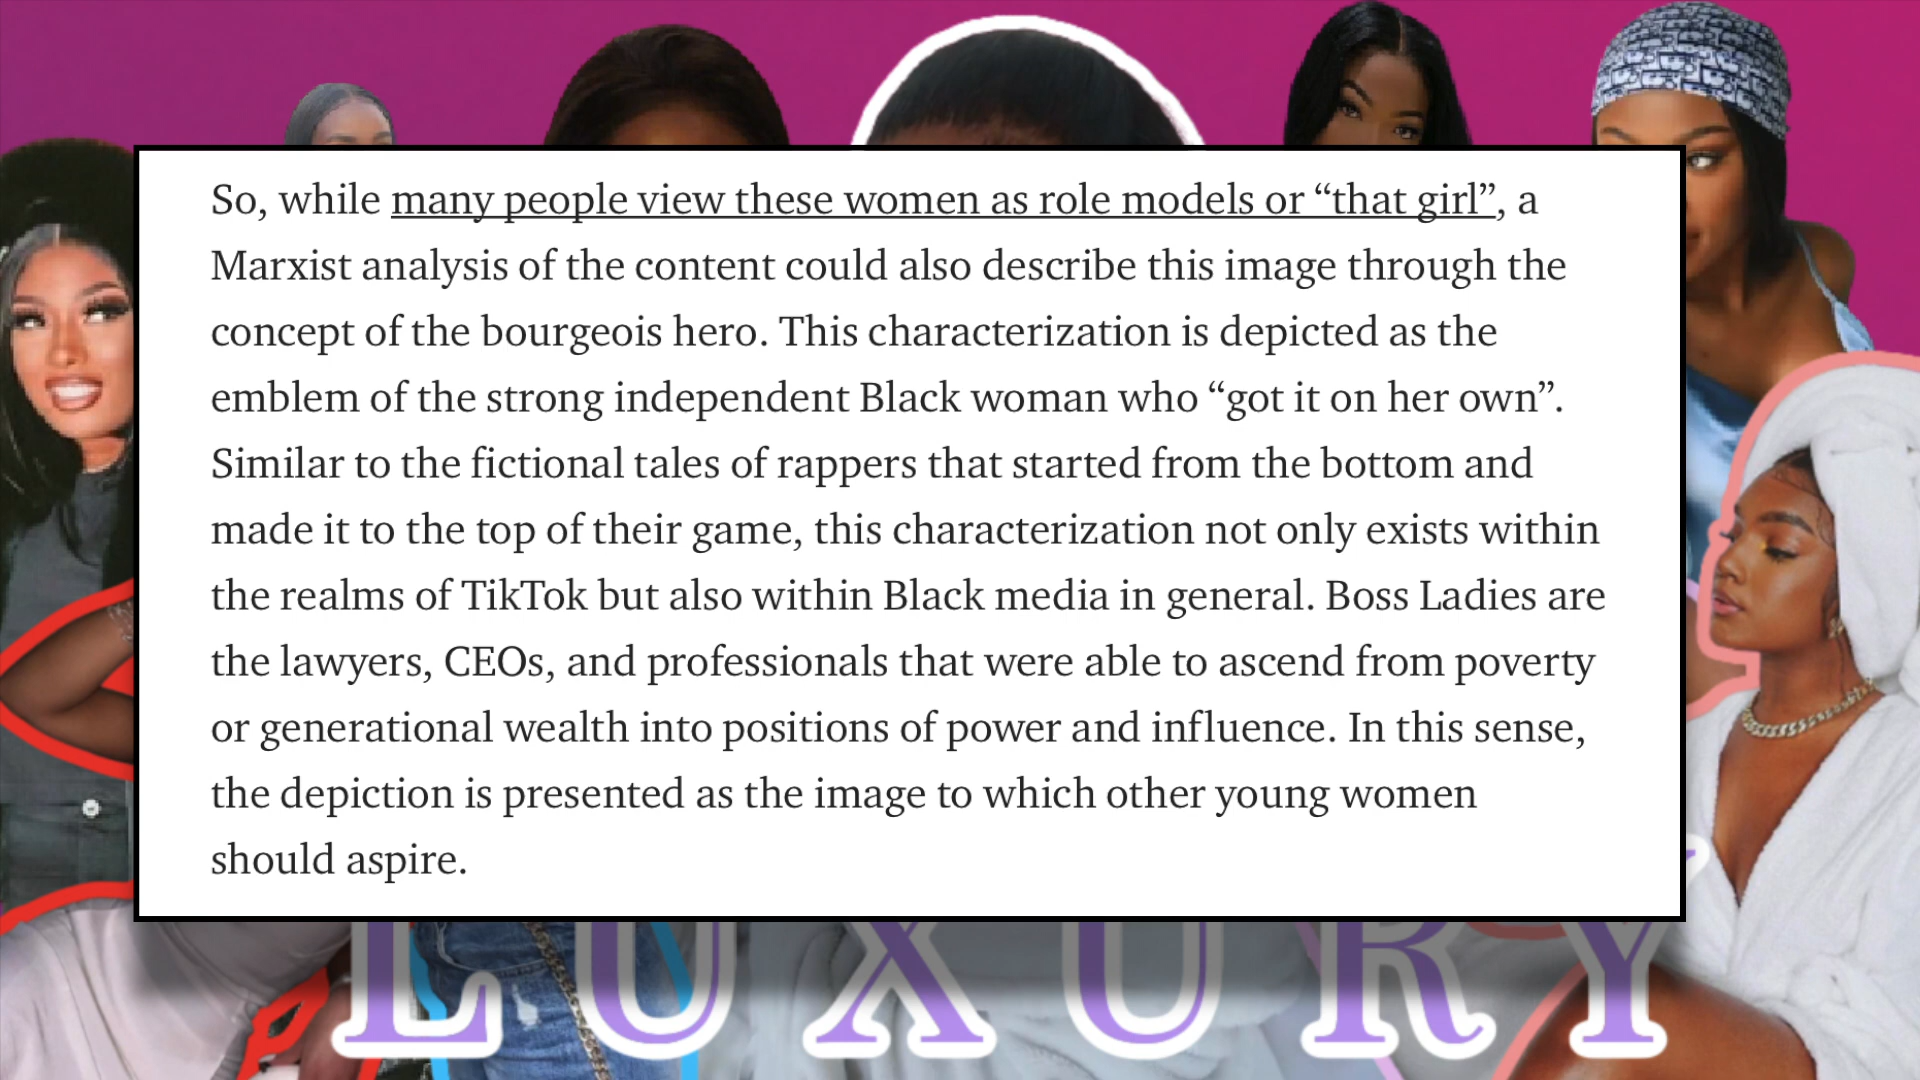 So, while many people view these women as role models or “that girl”, a
Marxist analysis of the content could also describe this image through the
concept of the bourgeois hero. This characterization is depicted as the
emblem of the strong independent Black woman who “got it on her own”.
Similar to the fictional tales of rappers that started from the bottom and
made it to the top of their game, this characterization not only exists within
the realms of TikTok but also within Black media in general. Boss Ladies are
the lawyers, CEOs, and professionals that were able to ascend from poverty
or generational wealth into positions of power and influence. In this sense,
the depiction is presented as the image to which other young women
should aspire.
LUXURY